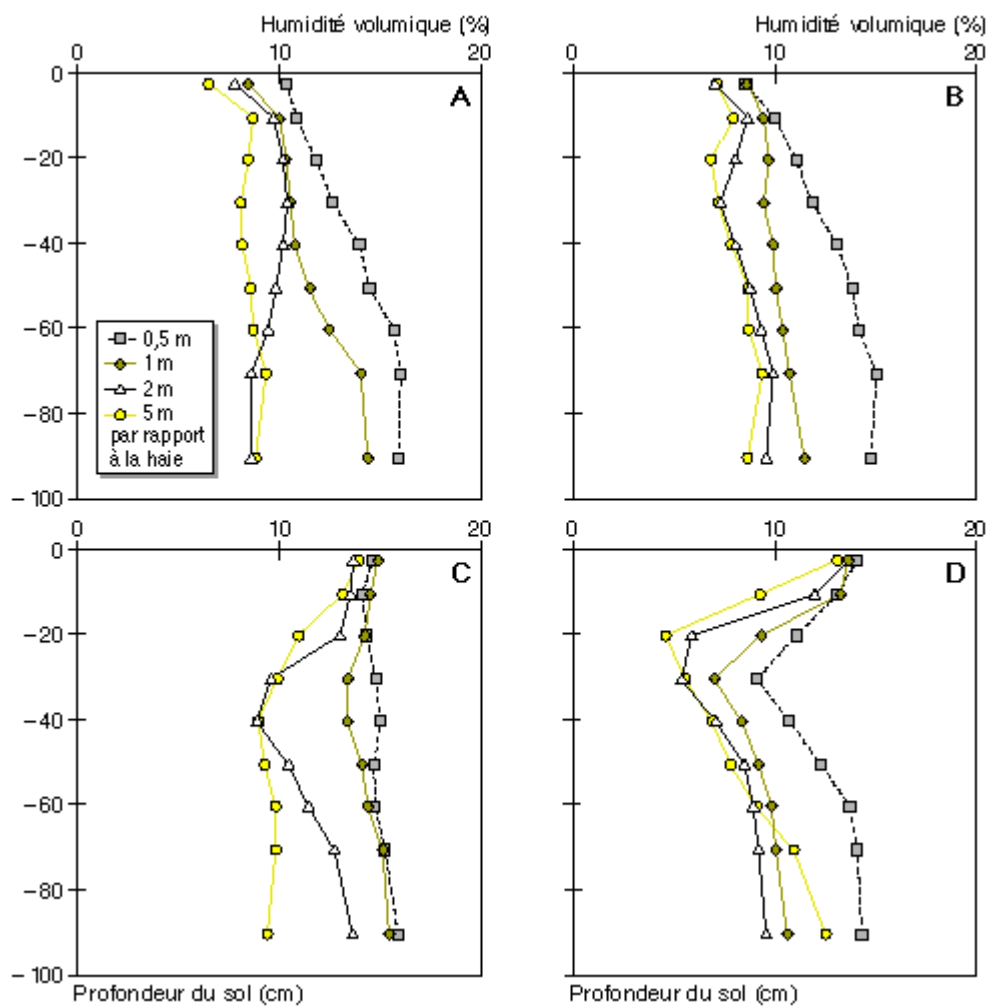 Humidité volumique (%)
0 10 20
Humidité volumique (%)
0 10 20
0
A
B
– 20
– 40
– 60
0,5 m
1 m
2 m
5 m
par rapport
à la haie
– 80
– 100
0 10 20
0 10 20
0
C
D
– 20
– 40
– 60
– 80
– 100
Profondeur du sol (cm)
Profondeur du sol (cm)